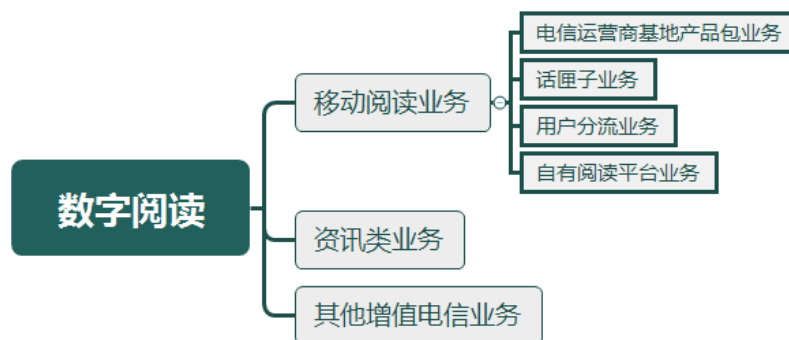 数字阅读
移动阅读业务
电信运营商基地产品包业务
话匣子业务
用户分流业务
自有阅读平台业务
资讯类业务
其他增值电信业务